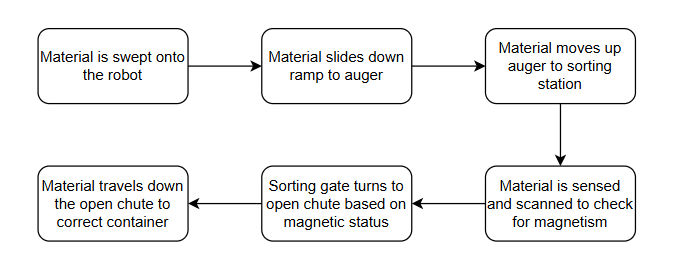 Material is swept onto
the robot
Material slides down
ramp to auger
Material moves up
auger to sorting
station
Material is sensed
and scanned to check
for magnetism
Sorting gate turns to
open chute based on
magnetic status
Material travels down
the open chute to
correct container